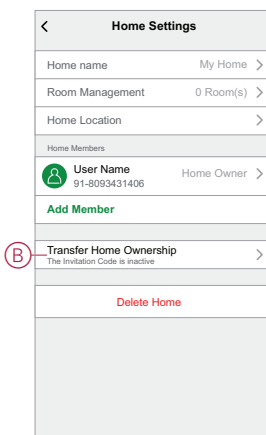 Home Settings
Home name My Home
Room Management 0 Room(s)
Home Location
Home Members
User Name Home Owner
91-8093431406
Add Member
B
Transfer Home Ownership
The Invitation Code is inactive
Delete Home